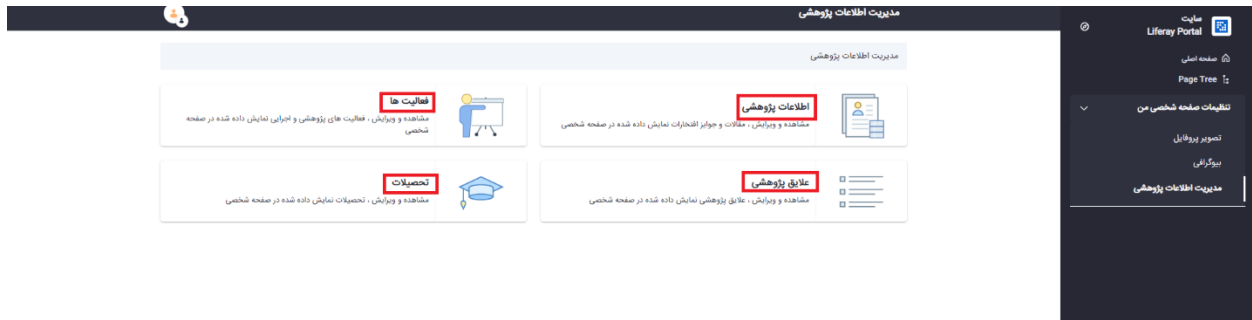 مدیریت اطلاعات پژوهشی
سایت
Liferay Portal
صفحه اصلی
Page Tree
تنظیمات صفحه شخصی من
تصویر پروفایل
بیوگرافی
مدیریت اطلاعات پژوهشی
مدیریت اطلاعات پژوهشی
اطلاعات پژوهشی
مشاهده و ویرایش ، مقالات و جوایز افتخارات نمایش داده شده در صفحه شخصی
فعالیت ها
مشاهده و ویرایش ، فعالیت های پژوهشی و اجرایی نمایش داده شده در صفحه
شخصی
علایق پژوهشی
مشاهده و ویرایش ، علایق پژوهشی نمایش داده شده در صفحه شخصی
تحصیلات
مشاهده و ویرایش ، تحصیلات نمایش داده شده در صفحه شخصی